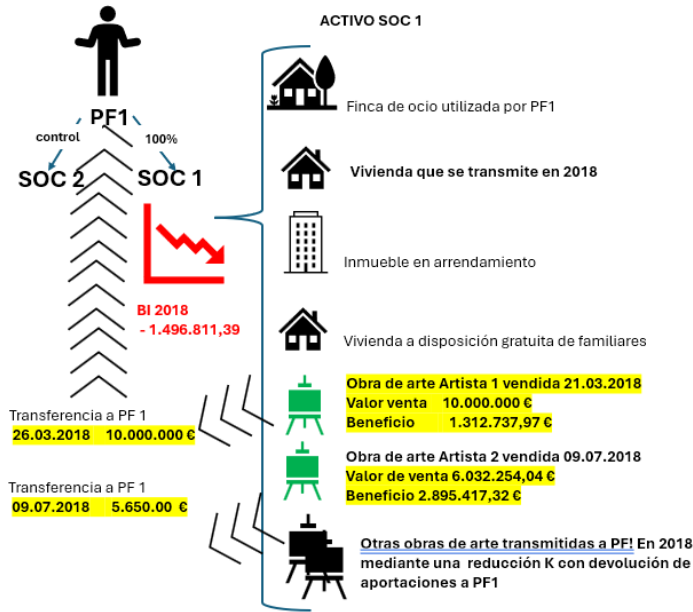 ACTIVO SOC 1
PF1
control
100%
SOC 2
SOC 1
BI 2018
- 1.496.811,39
Finca de ocio utilizada por PF1
Vivienda que se transmite en 2018
Inmueble en arrendamiento
Vivienda a disposición gratuita de familiares
Obra de arte Artista 1 vendida 21.03.2018
Valor venta 10.000.000 €
Beneficio 1.312.737,97 €
Transferencia a PF 1
26.03.2018 10.000.000 €
Obra de arte Artista 2 vendida 09.07.2018
Valor de venta 6.032.254,04 €
Beneficio 2.895.417,32 €
Transferencia a PF 1
09.07.2018 5.650.00 €
Otras obras de arte transmitidas a PF! En 2018
mediante una reducción K con devolución de
aportaciones a PF1